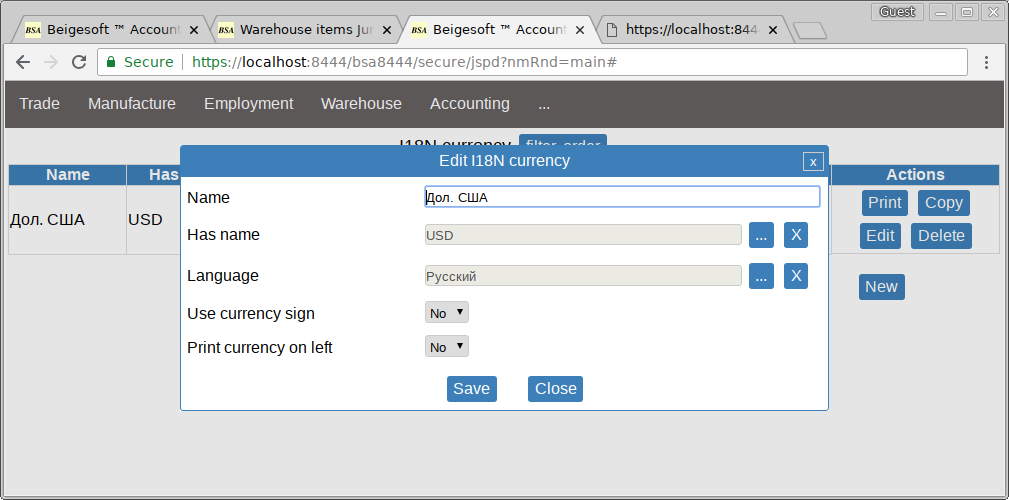 Guest
BSA Beigesoft ™ Account
BSA Warehouse items
BSA Beigesoft ™ Account
https://localhost:844
Secure https://localhost:8444/bsa8444/secure/jspd?nmRnd=main#
Trade Manufacture Employment Warehouse Accounting ...
I18N currency filter, order
Edit I18N currency x
Name Has Actions
Дол. США USD
Print Copy
Edit Delete
New
Name Дол. США
Has name USD ... X
Language Русский ... X
Use currency sign No
Print currency on left No
Save Close